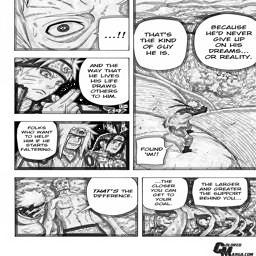 BECAUSE
HE'D NEVER
GIVE UP
ON HIS
DREAMS...
OR REALITY.
THAT'S
THE KIND
OF GUY
HE IS.
...!!
AND THE
WAY THAT
HE LIVES
HIS LIFE
DRAWS
OTHERS
TO HIM.
FOUND
'IM!!
FOLKS
WANT TO
HELP HIM
IF HE STARTS
FALTERING.
THE LARGER
AND GREATER
THE SUPPORT
BEHIND YOU...
...THE
CLOSER
YOU CAN
GET TO
YOUR
GOAL.
THAT'S THE
DIFFERENCE.
COLORED
MANGA.COM